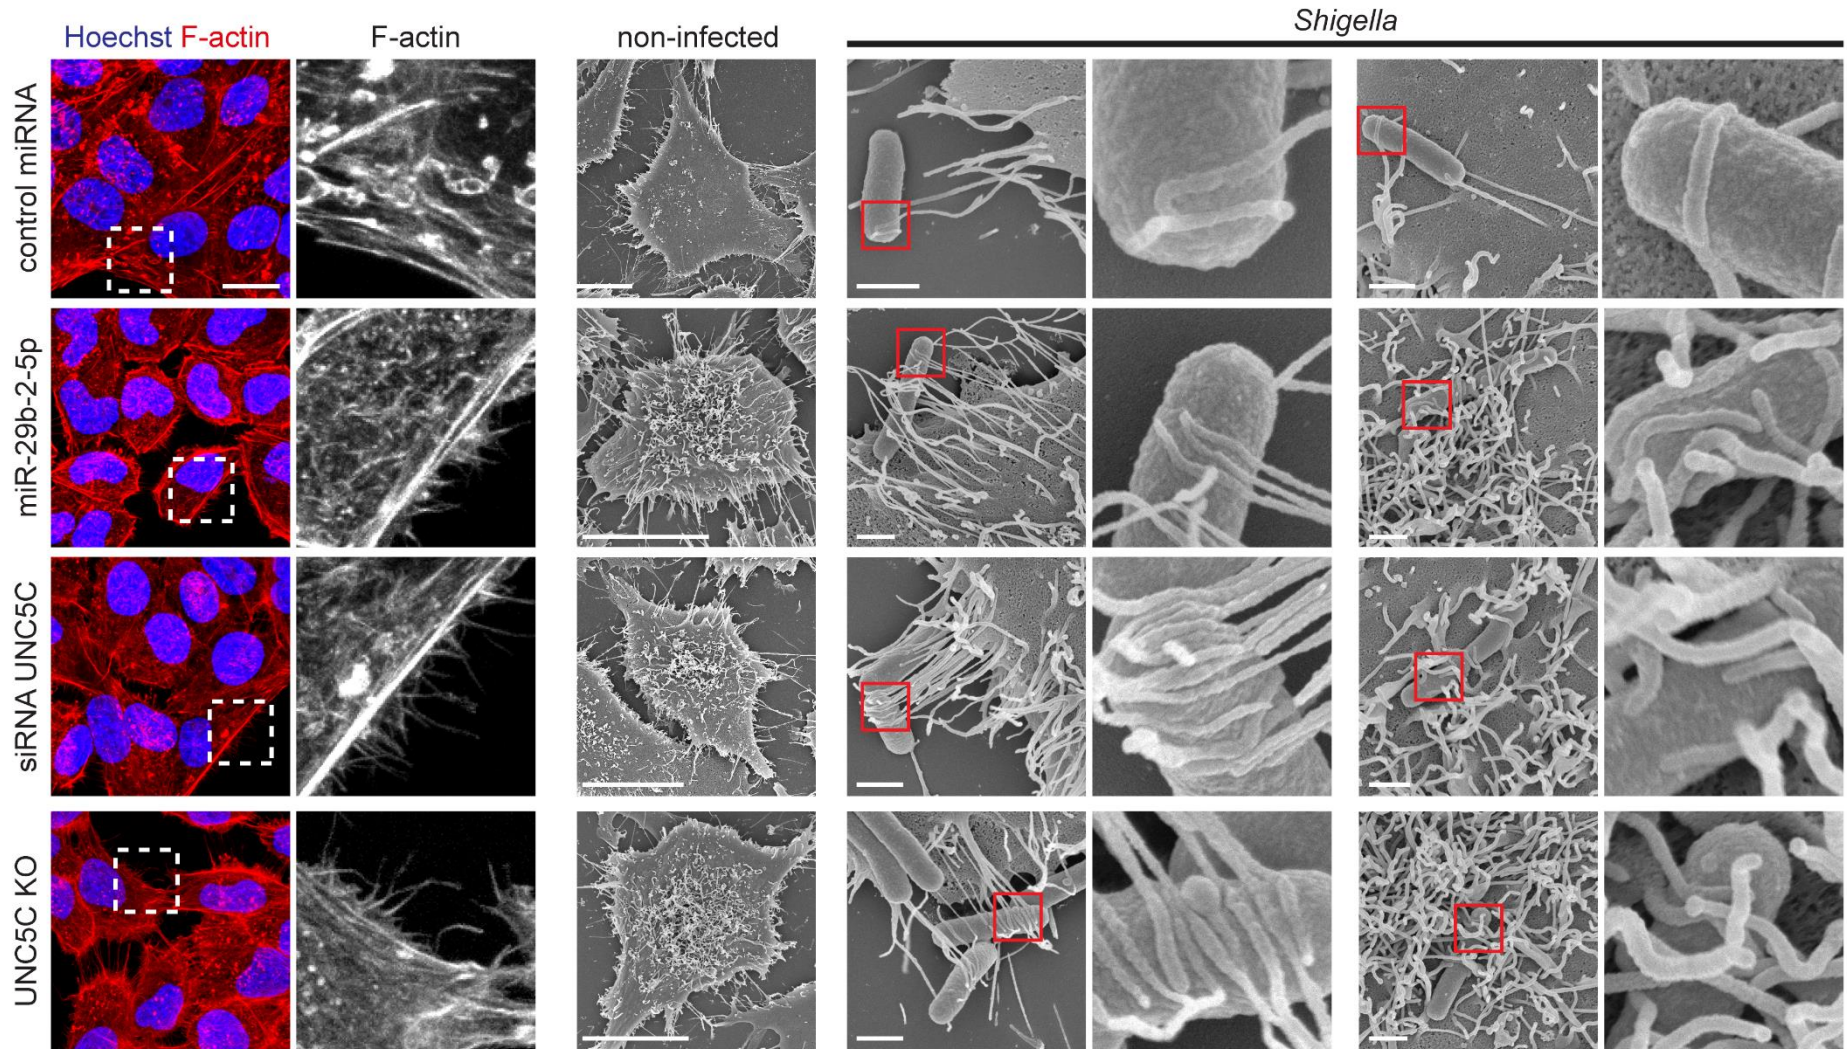 Shigella
Hoechst F-actin
F-actin
non-infected
control miRNA
miR-29b-2-5p
siRNA UNC5C
UNC5C KO